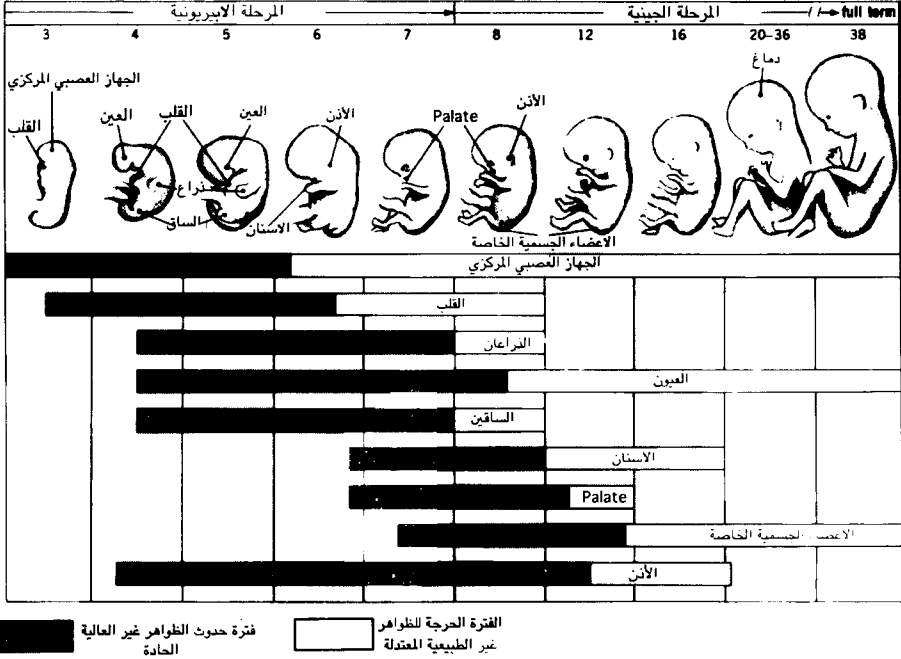 المرحلة الابيريونية المرحلة الجينية full term
3 4 5 6 7 8 12 16 20-36 38
دماغ
الجهاز العصبي المركزي
القلب العين القلب العين الأذن Palate الأذن
ذراع
الساق
الاسنان
الاعضاء الجسمية الخاصة
الجهاز العصبي المركزي
القلب
الذراعان
العيون
الساقين
الاسنان
Palate
الاعضاء الجسمية الخاصة
الأذن
فترة حدوث الظواهر غير العالية
الحادة
الفترة الحرجة للظواهر
غير الطبيعية المعتدلة